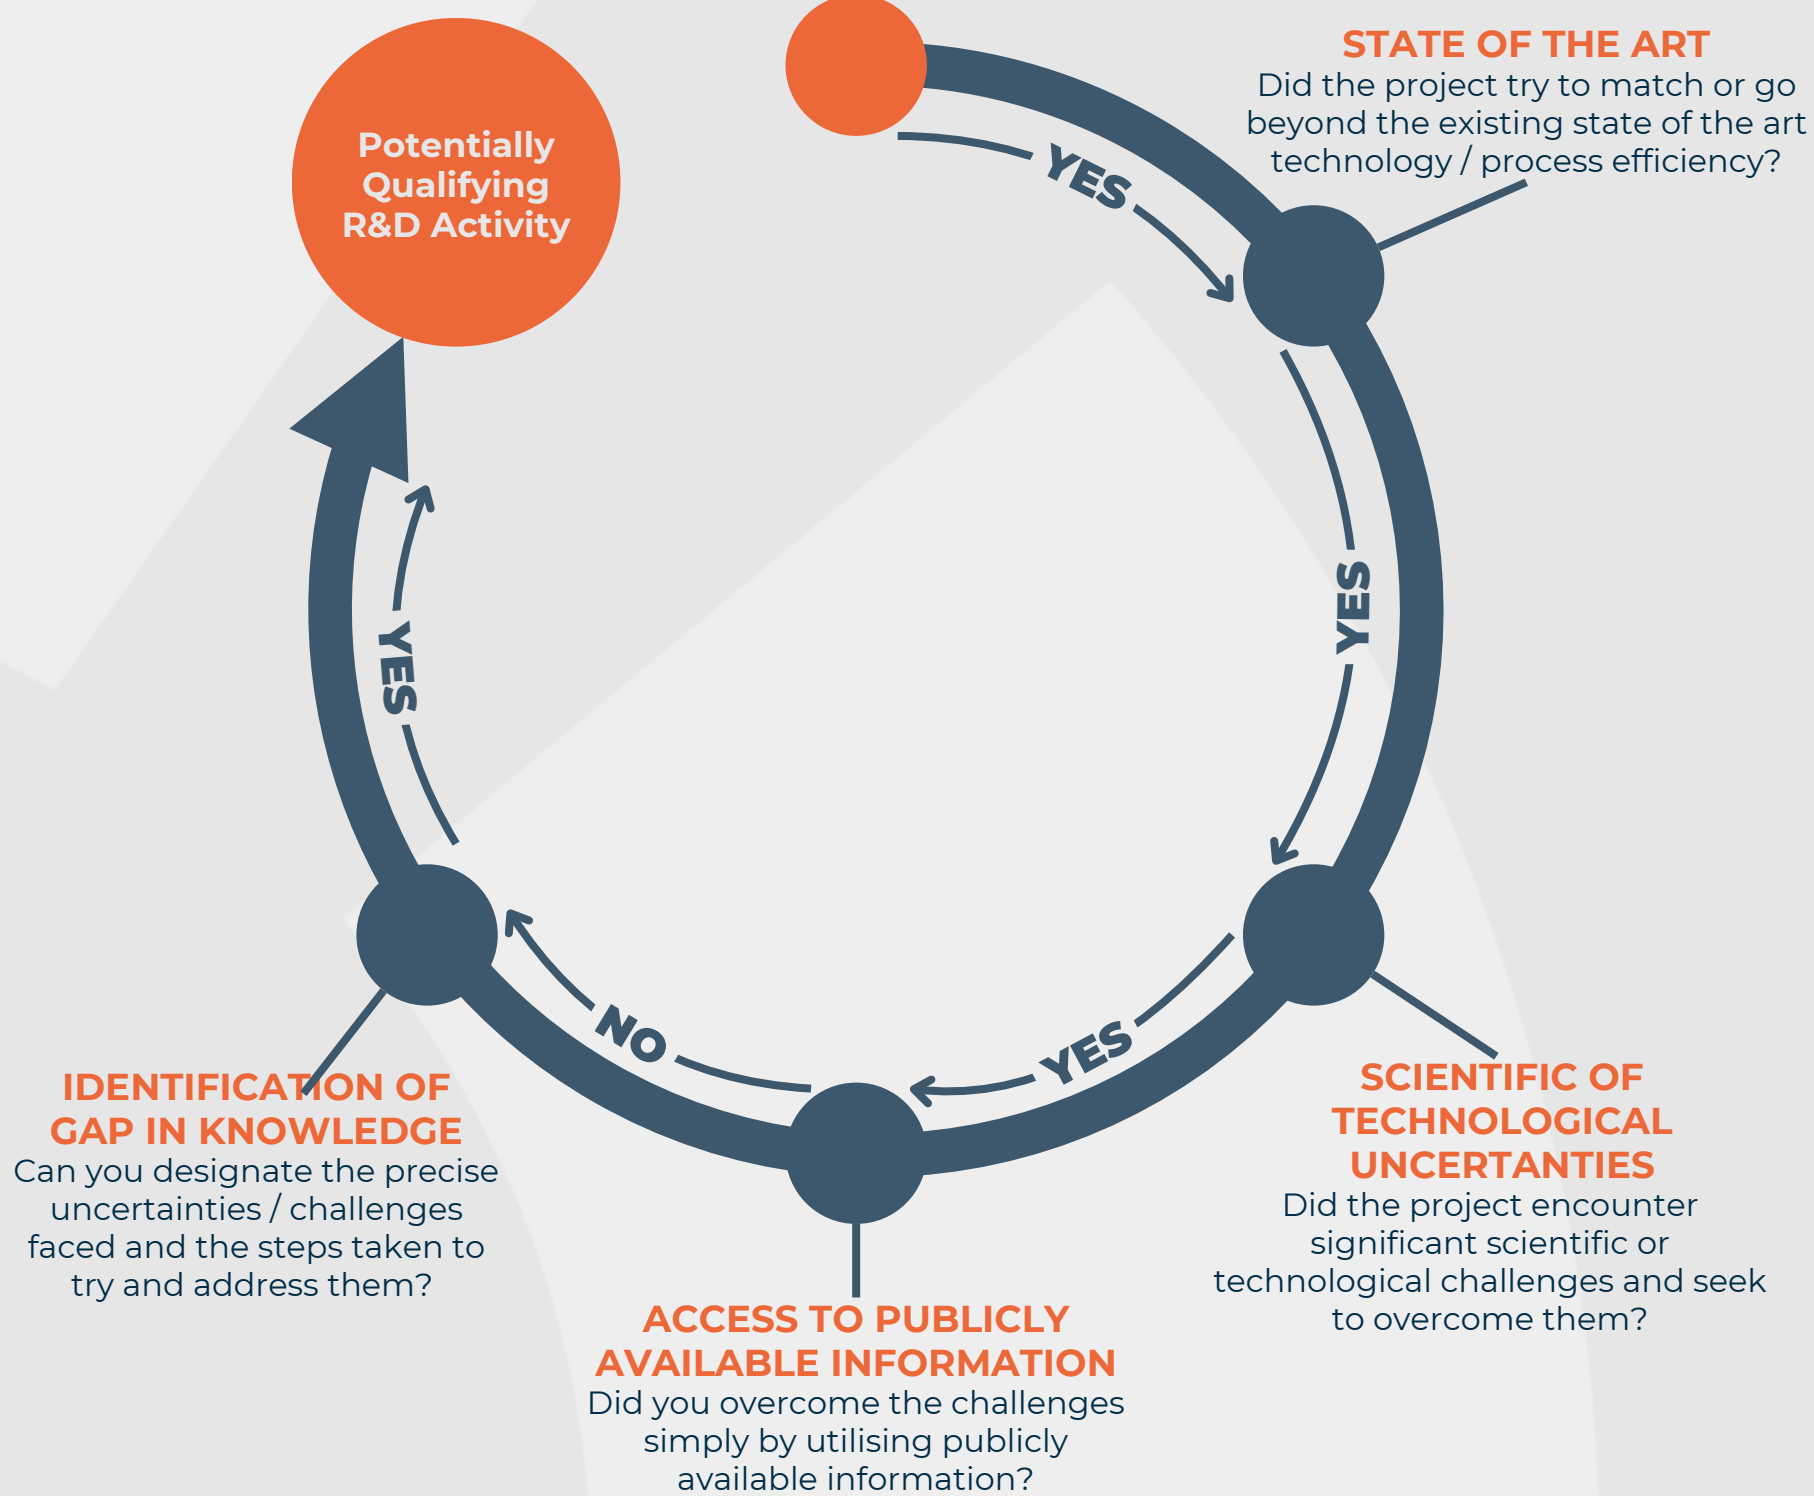 Potentially
Qualifying
R&D Activity
YES
STATE OF THE ART
Did the project try to match or go
beyond the existing state of the art
technology / process efficiency?
YES
SCIENTIFIC OF
TECHNOLOGICAL
UNCERTANTIES
Did the project encounter
significant scientific or
technological challenges and seek
to overcome them?
YES
ACCESS TO PUBLICLY
AVAILABLE INFORMATION
Did you overcome the challenges
simply by utilising publicly
available information?
NO
IDENTIFICATION OF
GAP IN KNOWLEDGE
Can you designate the precise
uncertainties / challenges
faced and the steps taken to
try and address them?
YES